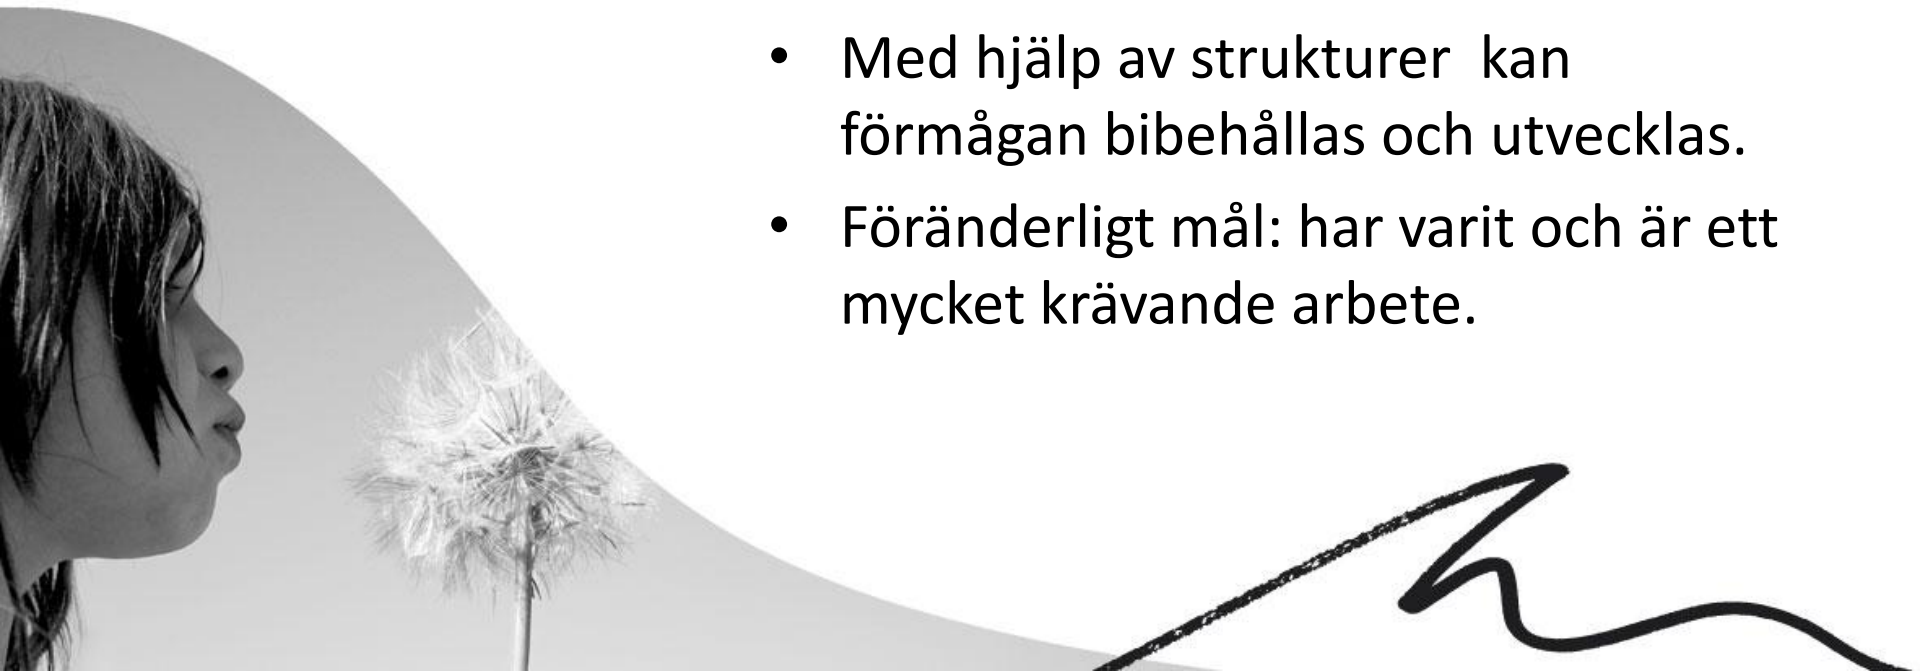 • Med hjälp av strukturer  kan
förmågan bibehållas och utvecklas.
• Föränderligt mål: har varit och är ett
mycket krävande arbete.